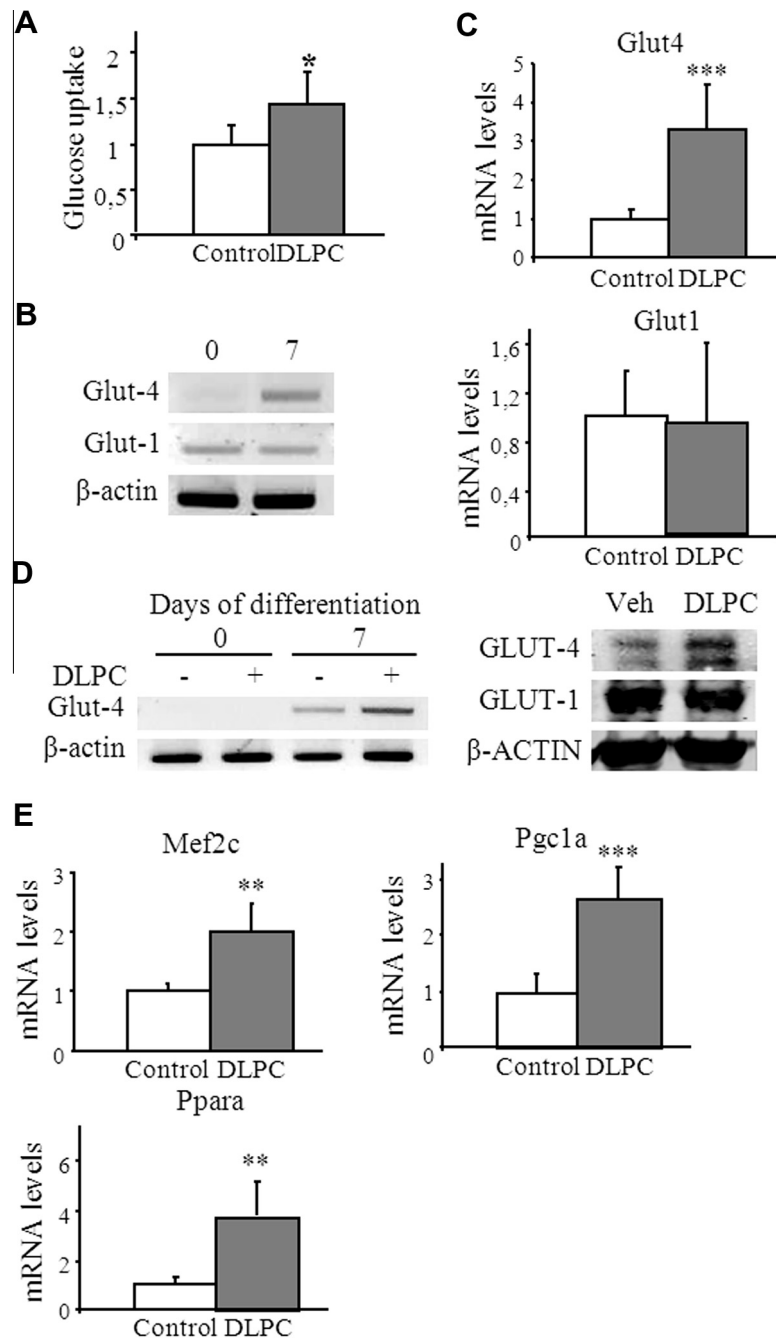 A
Glucose uptake
2
*
1,5
1
0,5
0
ControlDLPC
C
Glut4
mRNA levels
5
***
4
3
2
1
0
Control DLPC
B
0 7
Glut-4
Glut-1
β-actin
Glut1
mRNA levels
1,6
1,2
0,8
0,4
0
Control DLPC
D
Days of differentiation
0 7
DLPC - + - +
Glut-4
β-actin
Veh DLPC
GLUT-4
GLUT-1
β-ACTIN
E
Mef2c
mRNA levels
3
**
2
1
0
Control DLPC
Pgc1a
mRNA levels
***
3
2
1
0
Control DLPC
Ppara
mRNA levels
6
**
4
2
0
Control DLPC